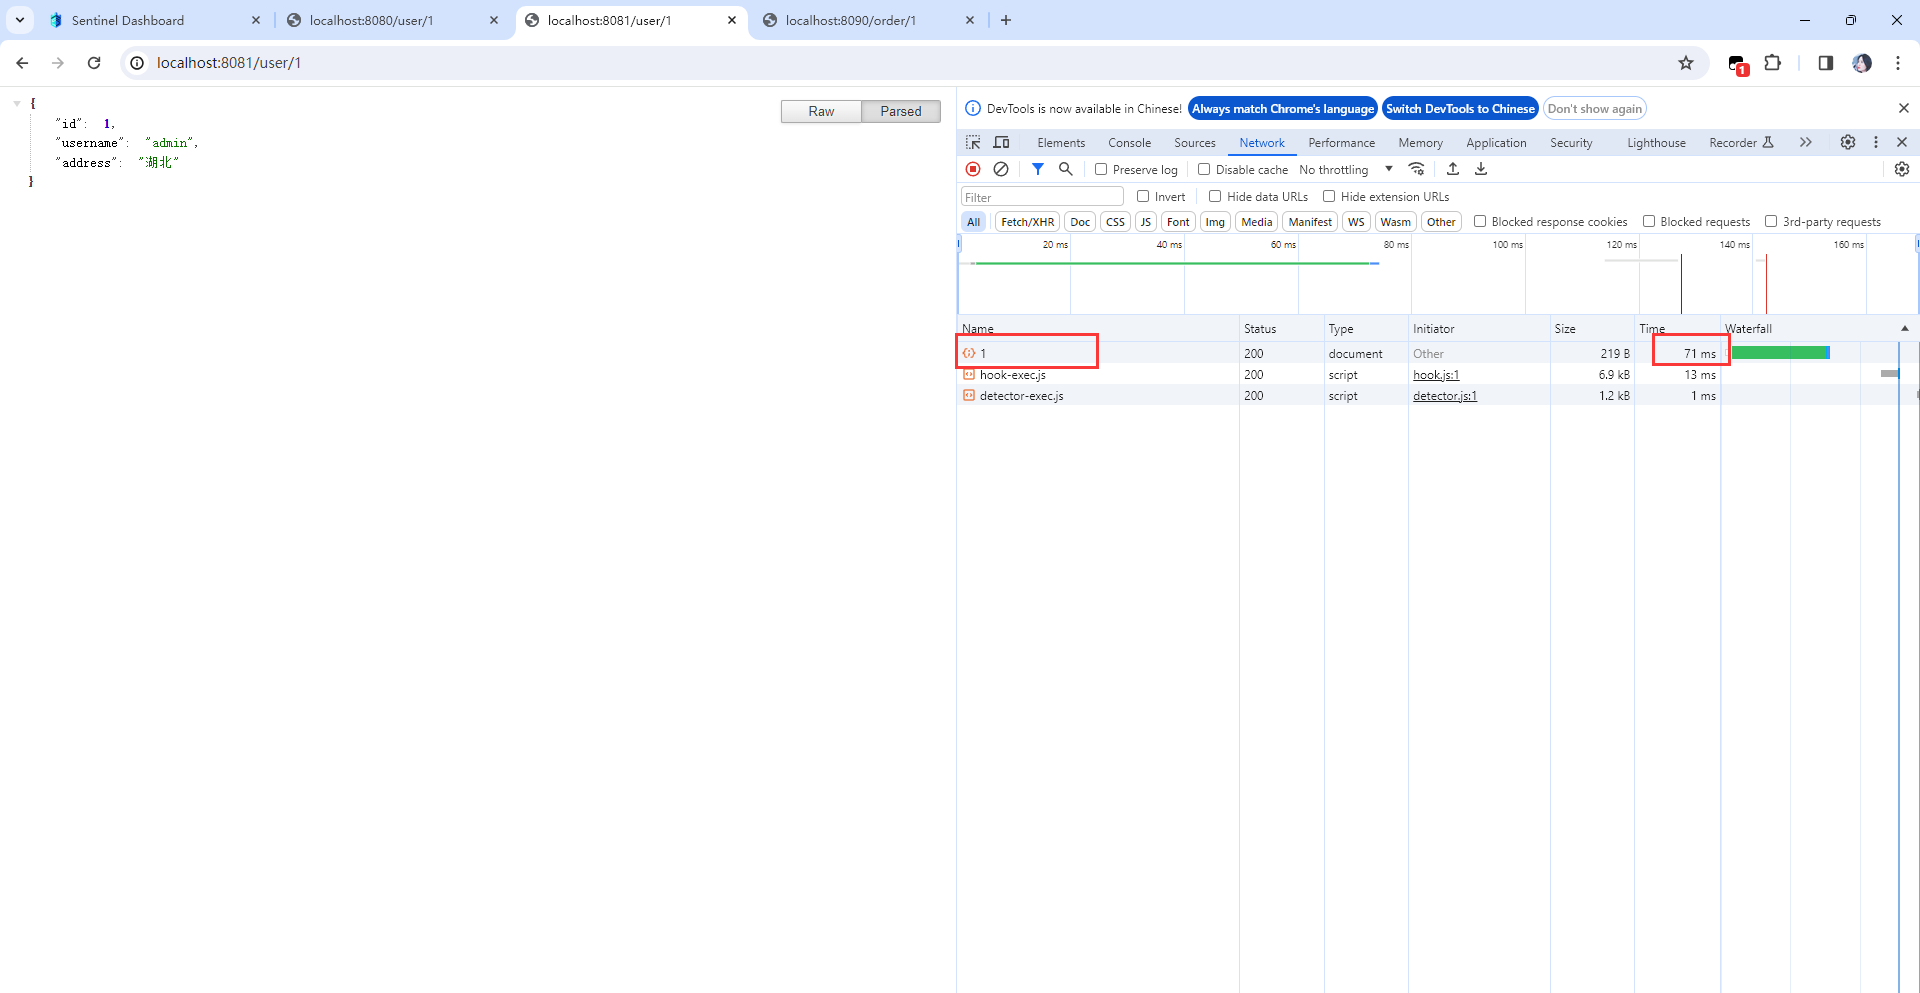 Sentinel Dashboard
localhost:8080/user/1
localhost:8081/user/1
localhost:8090/order/1
localhost:8081/user/1
1
{
"id": 1,
"username": "admin",
"address": "湖北"
}
Raw
Parsed
DevTools is now available in Chinese!
Always match Chrome's language
Switch DevTools to Chinese
Don't show again
Elements Console Sources Network Performance Memory Application Security Lighthouse Recorder
Preserve log Disable cache No throttling
Filter Invert Hide data URLs Hide extension URLs
All Fetch/XHR Doc CSS JS Font Img Media Manifest WS Wasm Other Blocked response cookies Blocked requests 3rd-party requests
20 ms 40 ms 60 ms 80 ms 100 ms 120 ms 140 ms 160 ms
Name Status Type Initiator Size Time Waterfall
1 200 document Other 219 B 71 ms
hook-exec.js 200 script hook.js:1 6.9 kB 13 ms
detector-exec.js 200 script detector.js:1 1.2 kB 1 ms